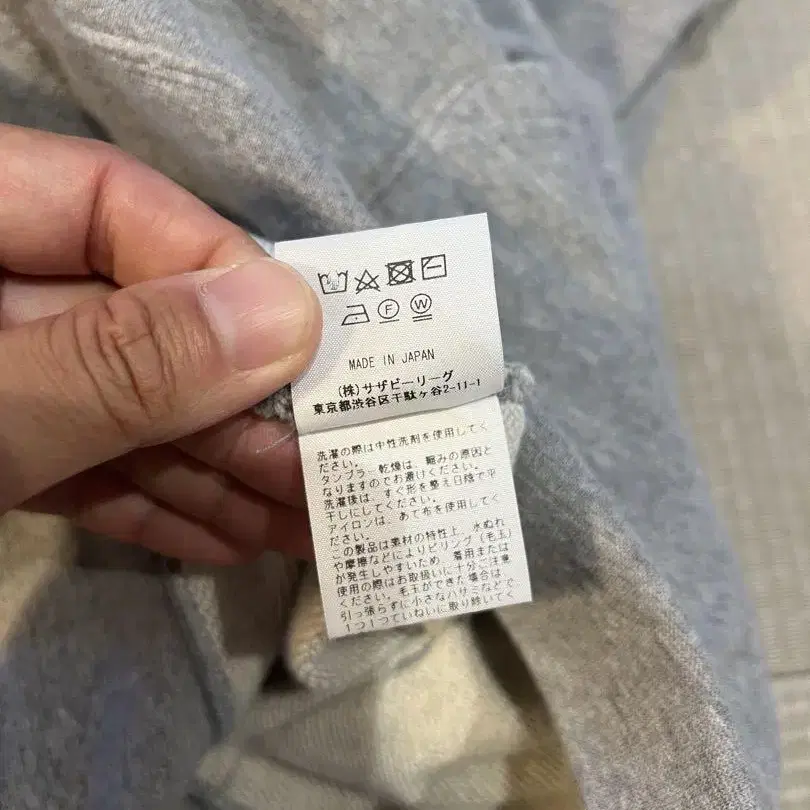 F W
MADE IN JAPAN
(株)サザビーリーグ
東京都渋谷区千駄ヶ谷2-11-1
洗濯の際は中性洗剤を使用してく
ださい。
タンブラー乾燥は、縮みの原因と
なりますのでお避けください。
洗濯後は、すぐ形を整え日陰で平
干しにしてください。
アイロンは、あて布を使用してく
ださい。
この製品は素材の特性上、水ぬれ
や摩擦などによりピリング(毛玉)
が発生しやすいため、着用または
使用の際はお取扱いに十分ご注意
ください。毛玉ができた場合は、
引っ張らずに小さなハサミなどで
1つ1つていねいに取り除いてく